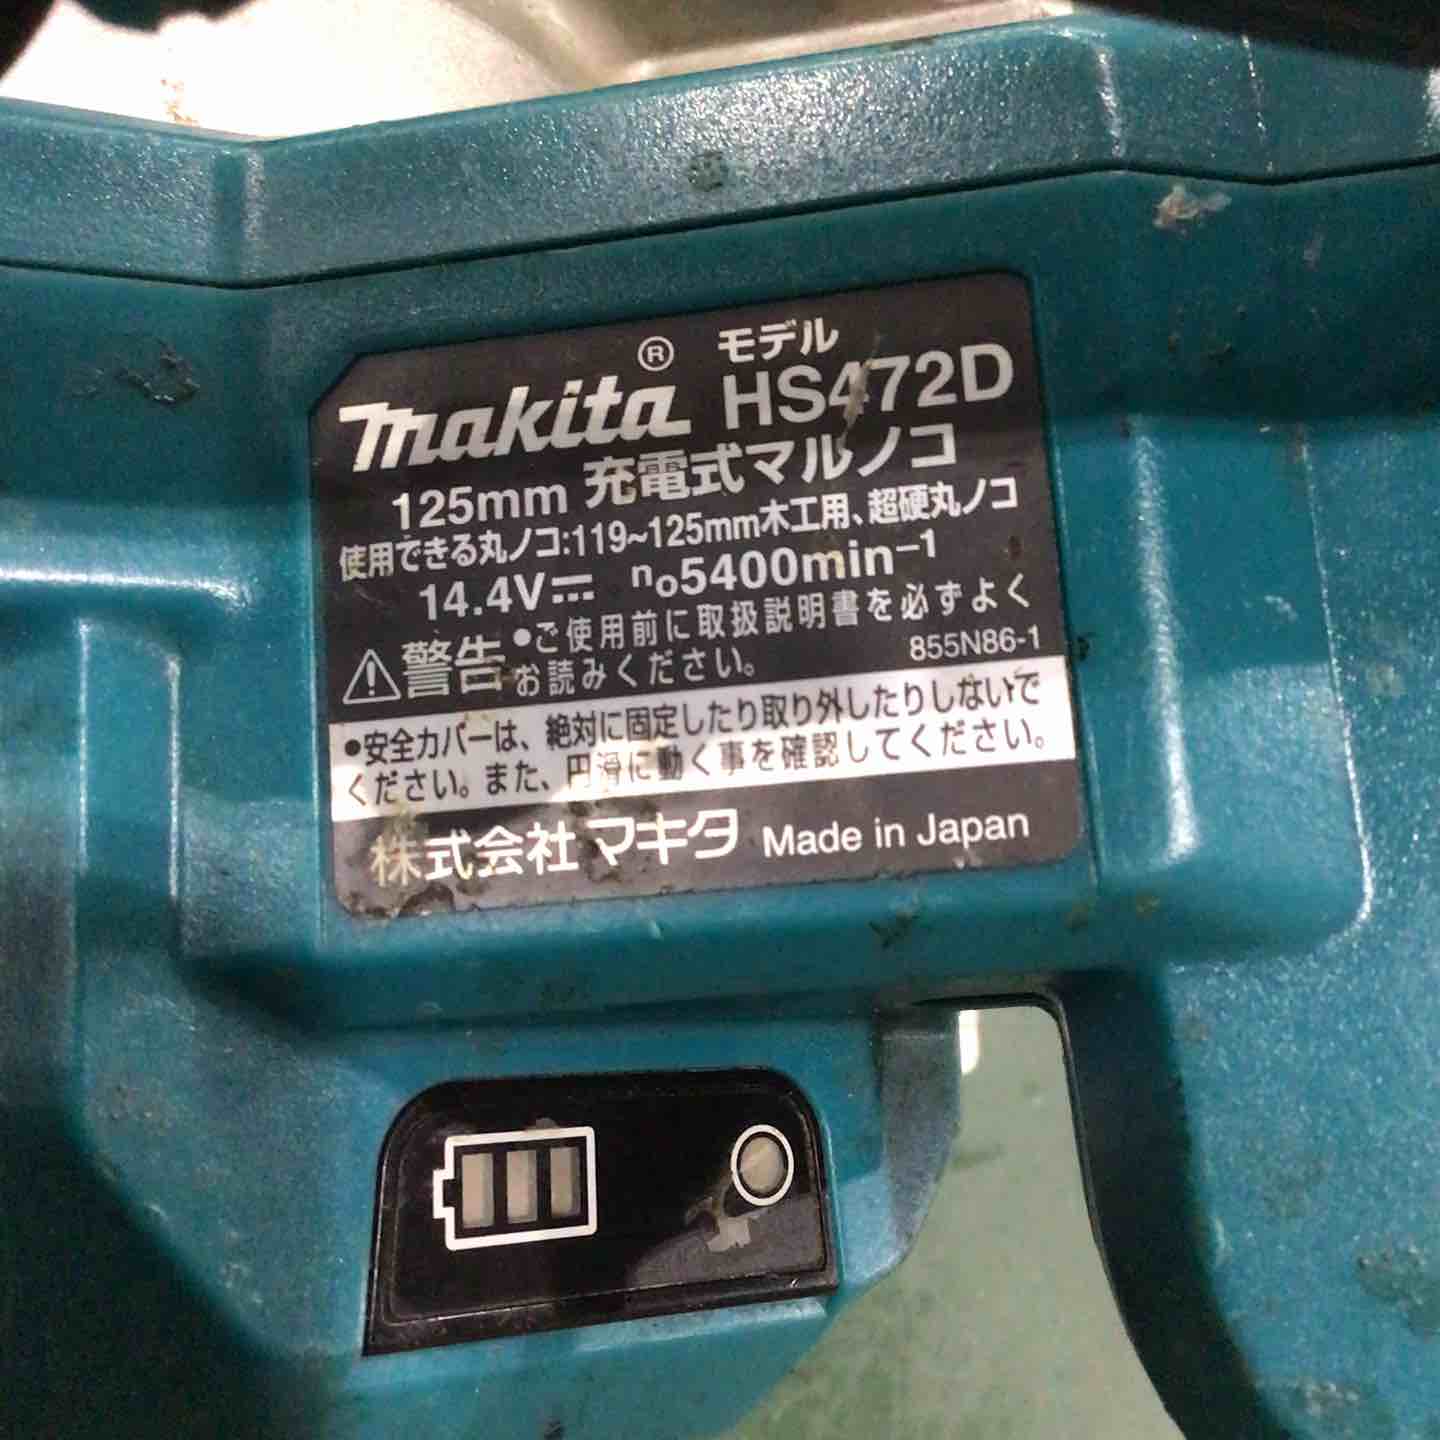 makita® モデル HS472D
125mm 充電式マルノコ
使用できる丸ノコ:119~125mm木工用、超硬丸ノコ
14.4V⎓ n₀5400min⁻¹
⚠警告 •ご使用前に取扱説明書を必ずよく
お読みください。 855N86-1
•安全カバーは、絶対に固定したり取り外したりしないで
ください。また、円滑に動く事を確認してください。
株式会社マキタ Made in Japan